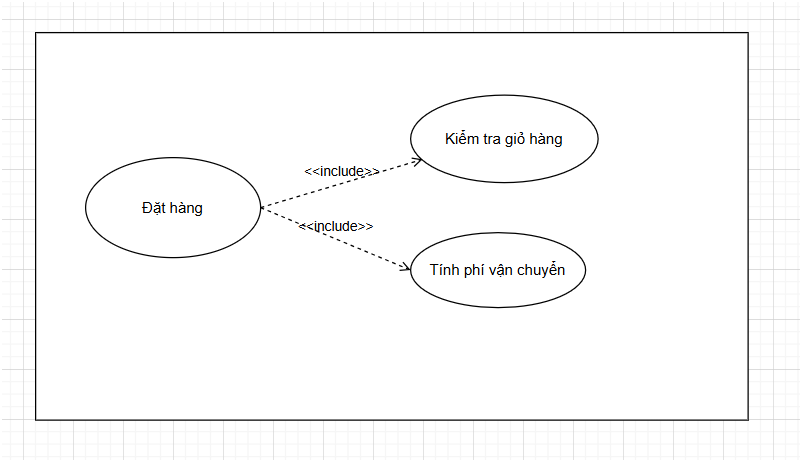 Kiểm tra giỏ hàng
<<include>>
Đặt hàng
<<include>>
Tính phí vận chuyển